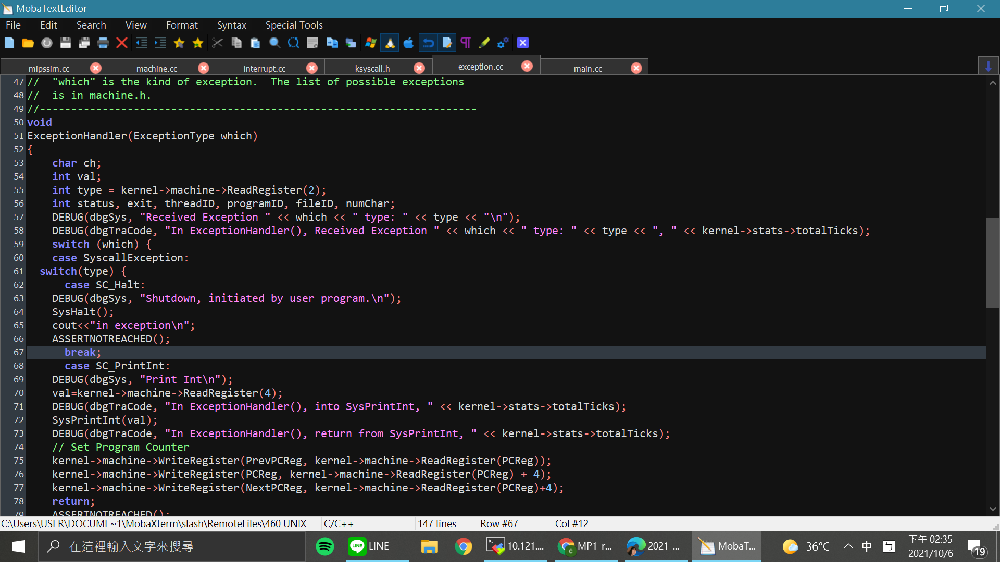 MobaTextEditor
File Edit Search View Format Syntax Special Tools
mipssim.cc machine.cc interrupt.cc ksyscall.h exception.cc main.cc
47 //  "which" is the kind of exception.  The list of possible exceptions
48 //  is in machine.h.
49 //----------------------------------------------------------------------
50 void
51 ExceptionHandler(ExceptionType which)
52 {
53     char ch;
54     int val;
55     int type = kernel->machine->ReadRegister(2);
56     int status, exit, threadID, programID, fileID, numChar;
57     DEBUG(dbgSys, "Received Exception " << which << " type: " << type << "\n");
58     DEBUG(dbgTraCode, "In ExceptionHandler(), Received Exception " << which << " type: " << type << ", " << kernel->stats->totalTicks);
59     switch (which) {
60     case SyscallException:
61   switch(type) {
62       case SC_Halt:
63     DEBUG(dbgSys, "Shutdown, initiated by user program.\n");
64     SysHalt();
65     cout<<"in exception\n";
66     ASSERTNOTREACHED();
67       break;
68       case SC_PrintInt:
69     DEBUG(dbgSys, "Print Int\n");
70     val=kernel->machine->ReadRegister(4);
71     DEBUG(dbgTraCode, "In ExceptionHandler(), into SysPrintInt, " << kernel->stats->totalTicks);
72     SysPrintInt(val);
73     DEBUG(dbgTraCode, "In ExceptionHandler(), return from SysPrintInt, " << kernel->stats->totalTicks);
74     // Set Program Counter
75     kernel->machine->WriteRegister(PrevPCReg, kernel->machine->ReadRegister(PCReg));
76     kernel->machine->WriteRegister(PCReg, kernel->machine->ReadRegister(PCReg) + 4);
77     kernel->machine->WriteRegister(NextPCReg, kernel->machine->ReadRegister(PCReg)+4);
78     return;
79     ASSERTNOTREACHED();
C:\Users\USER\DOCUME~1\MobaXterm\slash\RemoteFiles\460 UNIX C/C++ 147 lines Row #67 Col #12
在這裡輸入文字來搜尋 LINE LINE 10.121.... MP1_r... 2021_... MobaT... 36°C 中 ㄅ 下午 02:35
2021/10/6 19